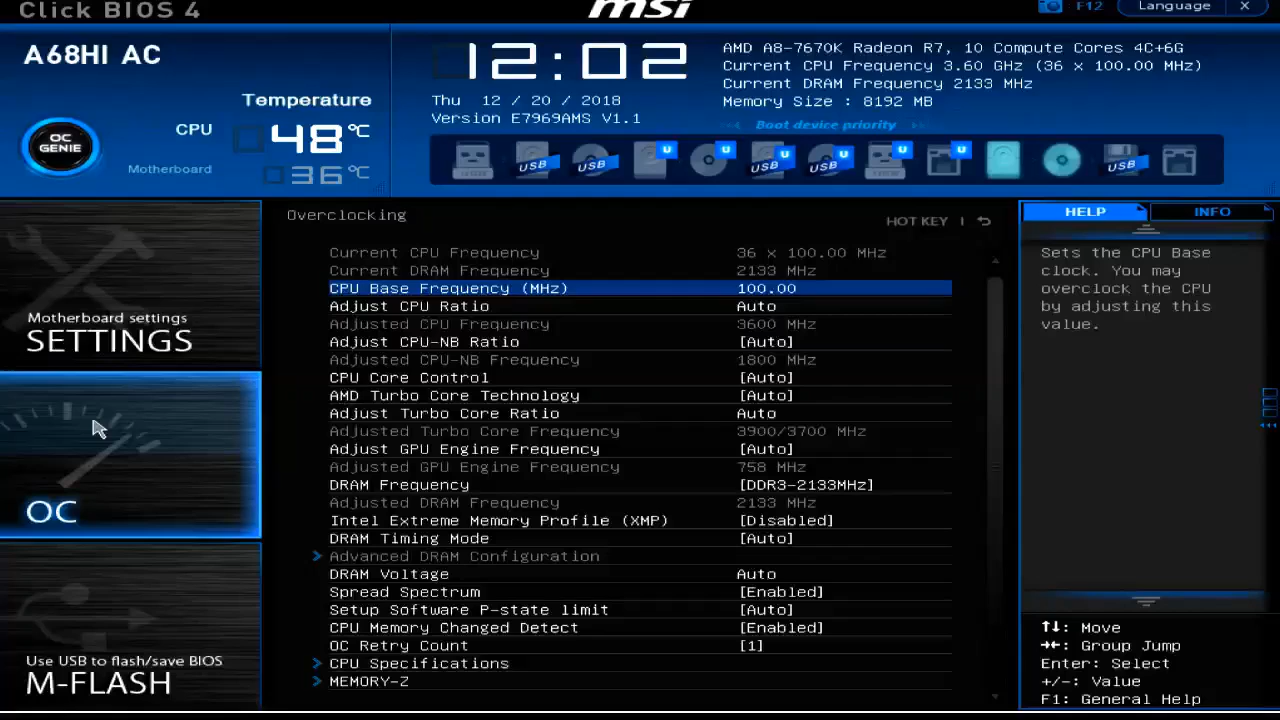 Click BIOS 4
msi
F12
Language
X
A68HI AC
Temperature
CPU 48°C
Motherboard 36°C
OC
GENIE
12:02
Thu 12 / 20 / 2018
Version E7969AMS V1.1
AMD A8-7670K Radeon R7, 10 Compute Cores 4C+6G
Current CPU Frequency 3.60 GHz (36 x 100.00 MHz)
Current DRAM Frequency 2133 MHz
Memory Size : 8192 MB
Boot device priority
USB USB U U USB U USB U U U USB
Motherboard settings
SETTINGS
OC
Use USB to flash/save BIOS
M-FLASH
Overclocking
HOT KEY |
Current CPU Frequency 36 x 100.00 MHz
Current DRAM Frequency 2133 MHz
CPU Base Frequency (MHz) 100.00
Adjust CPU Ratio Auto
Adjusted CPU Frequency 3600 MHz
Adjust CPU-NB Ratio [Auto]
Adjusted CPU-NB Frequency 1800 MHz
CPU Core Control [Auto]
AMD Turbo Core Technology [Auto]
Adjust Turbo Core Ratio Auto
Adjusted Turbo Core Frequency 3900/3700 MHz
Adjust GPU Engine Frequency [Auto]
Adjusted GPU Engine Frequency 758 MHz
DRAM Frequency [DDR3-2133MHz]
Adjusted DRAM Frequency 2133 MHz
Intel Extreme Memory Profile (XMP) [Disabled]
DRAM Timing Mode [Auto]
> Advanced DRAM Configuration
DRAM Voltage Auto
Spread Spectrum [Enabled]
Setup Software P-state limit [Auto]
CPU Memory Changed Detect [Enabled]
OC Retry Count [1]
> CPU Specifications
> MEMORY-Z
HELP
INFO
Sets the CPU Base
clock. You may
overclock the CPU
by adjusting this
value.
↑↓: Move
→←: Group Jump
Enter: Select
+/-: Value
F1: General Help